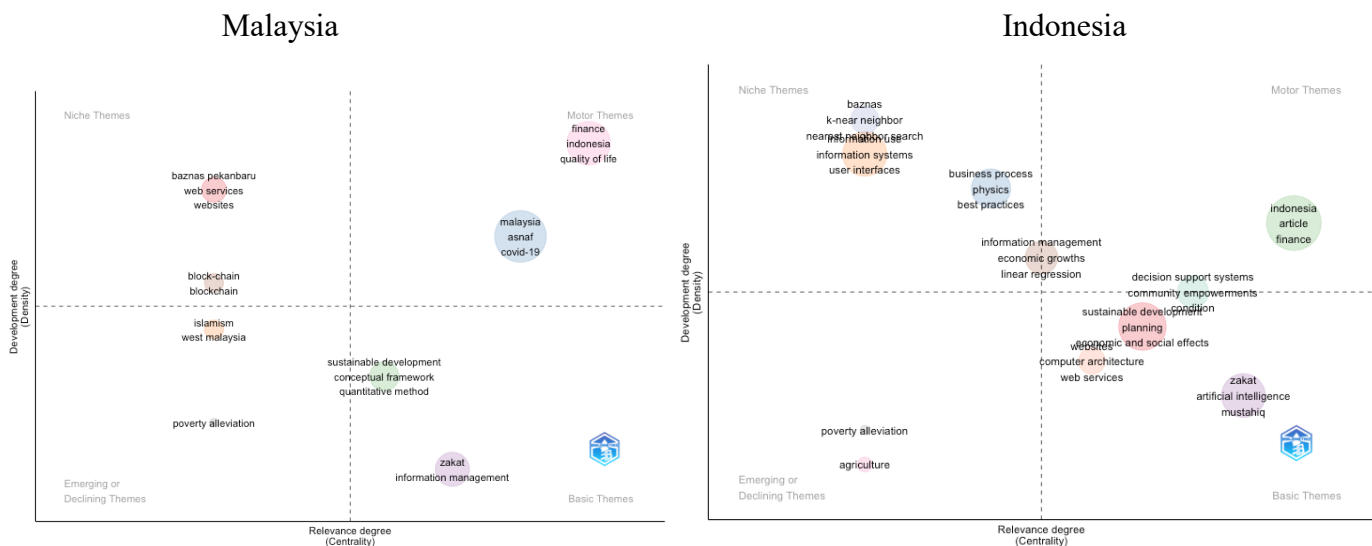 Malaysia
Niche Themes
Motor Themes
finance
indonesia
quality of life
baznas pekanbaru
web services
websites
malaysia
asnaf
covid-19
block-chain
blockchain
islamism
west malaysia
sustainable development
conceptual framework
quantitative method
poverty alleviation
zakat
information management
Emerging or
Declining Themes
Basic Themes
Development degree
(Density)
Relevance degree
(Centrality)
Indonesia
Niche Themes
Motor Themes
baznas
k-near neighbor
nearest neighbor search
information use
information systems
user interfaces
business process
physics
best practices
indonesia
article
finance
information management
economic growths
linear regression
decision support systems
community empowerments
condition
sustainable development
planning
economic and social effects
websites
computer architecture
web services
zakat
artificial intelligence
mustahiq
poverty alleviation
agriculture
Emerging or
Declining Themes
Basic Themes
Development degree
(Density)
Relevance degree
(Centrality)